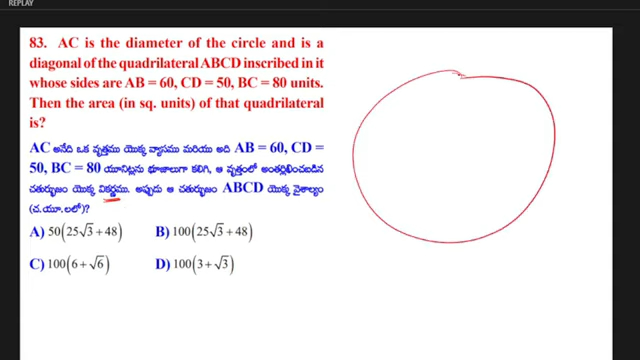 REPLAY
83. AC is the diameter of the circle and is a
diagonal of the quadrilateral ABCD inscribed in it
whose sides are AB = 60, CD = 50, BC = 80 units.
Then the area (in sq. units) of that quadrilateral
is?
AC అనేది ఒక వృత్తము యొక్క వ్యాసము మరియు అది AB = 60, CD =
50, BC = 80 యూనిట్లను భుజాలుగా కలిగి, ఆ వృత్తంలో అంతర్లిఖించబడిన
చతుర్భుజం యొక్క వికర్ణము. అప్పుడు ఆ చతుర్భుజం ABCD యొక్క వైశాల్యం
(చ.యూ.లలో)?
A) 50(25√3+48) B) 100(25√3+48)
C) 100(6+√6) D) 100(3+√3)